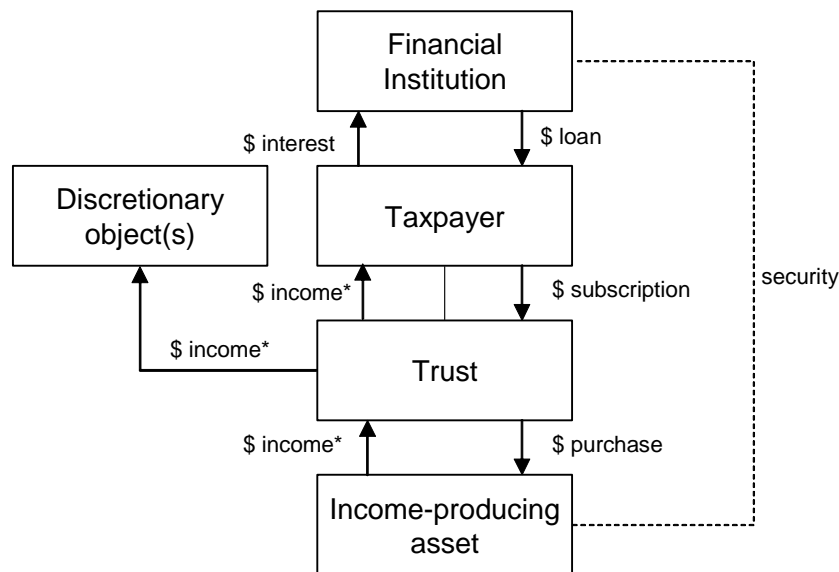 Financial
Institution
$ interest
$ loan
Discretionary
object(s)
Taxpayer
security
$ income*
$ subscription
$ income*
Trust
$ income*
$ purchase
Income-producing
asset